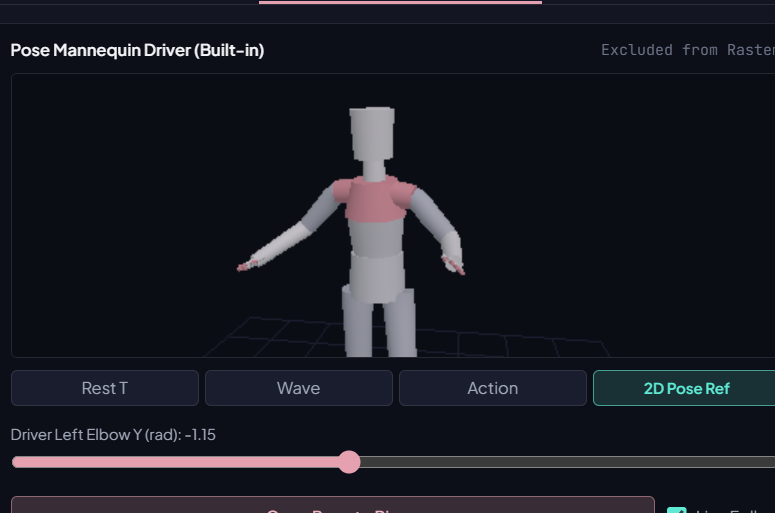 Pose Mannequin Driver (Built-in)
Excluded from Raster
Rest T
Wave
Action
2D Pose Ref
Driver Left Elbow Y (rad): -1.15